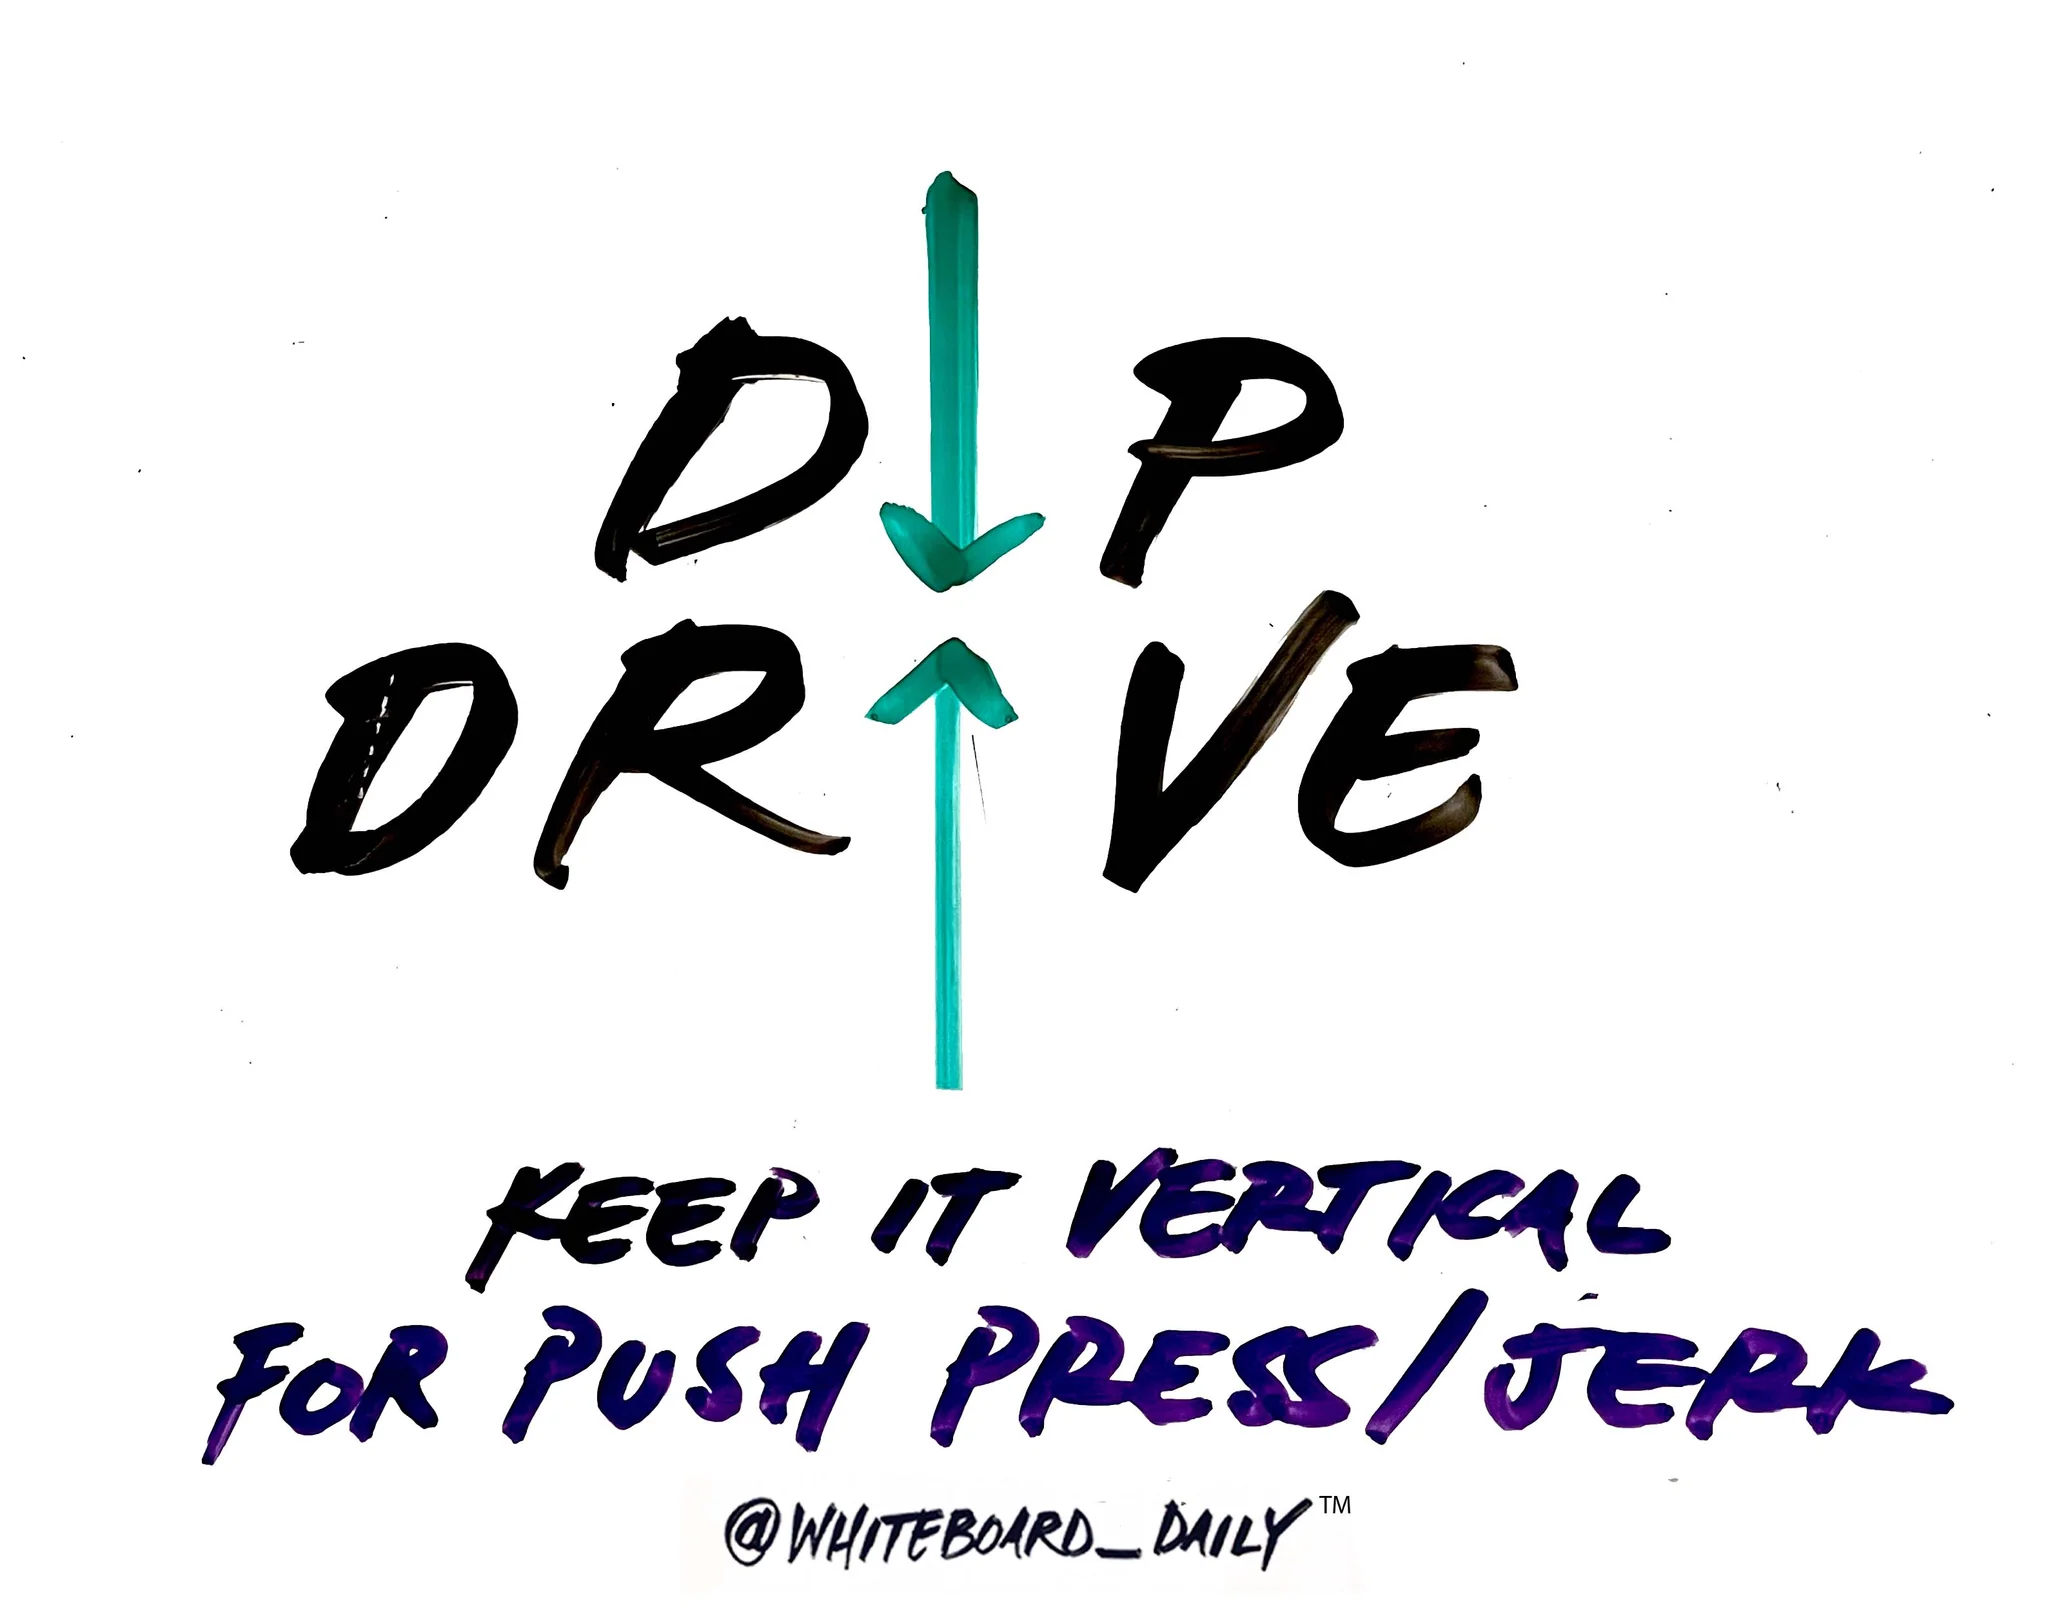 DIP
DRIVE
KEEP IT VERTICAL
FOR PUSH PRESS/JERK
@WHITEBOARD_DAILY™